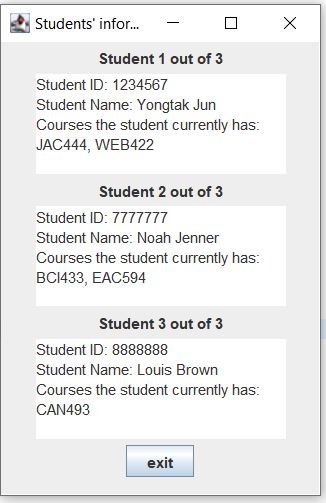 Students' infor...
Student 1 out of 3
Student ID: 1234567
Student Name: Yongtak Jun
Courses the student currently has:
JAC444, WEB422
Student 2 out of 3
Student ID: 7777777
Student Name: Noah Jenner
Courses the student currently has:
BCI433, EAC594
Student 3 out of 3
Student ID: 8888888
Student Name: Louis Brown
Courses the student currently has:
CAN493
exit